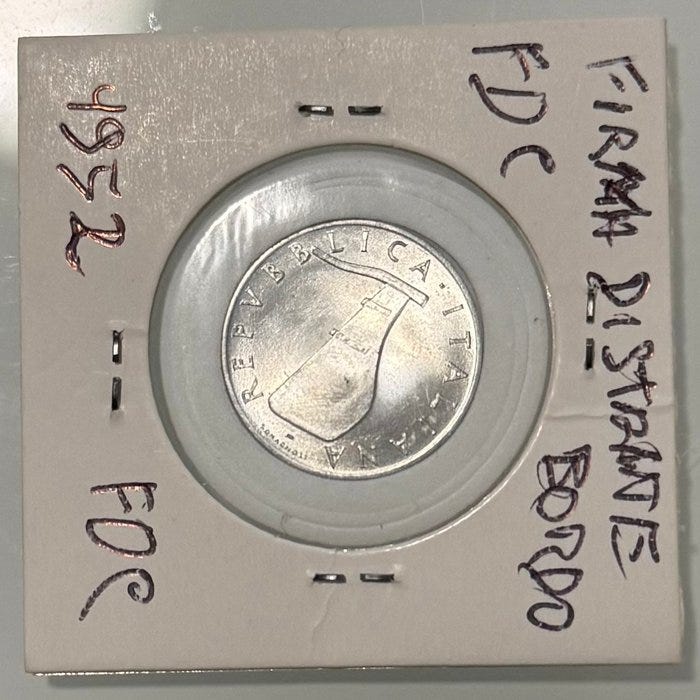 FIRMA DISTANTE
BORDO
FDC
REPVBBLICA·ITALIANA
ROMAGNOLI
1952 FDC